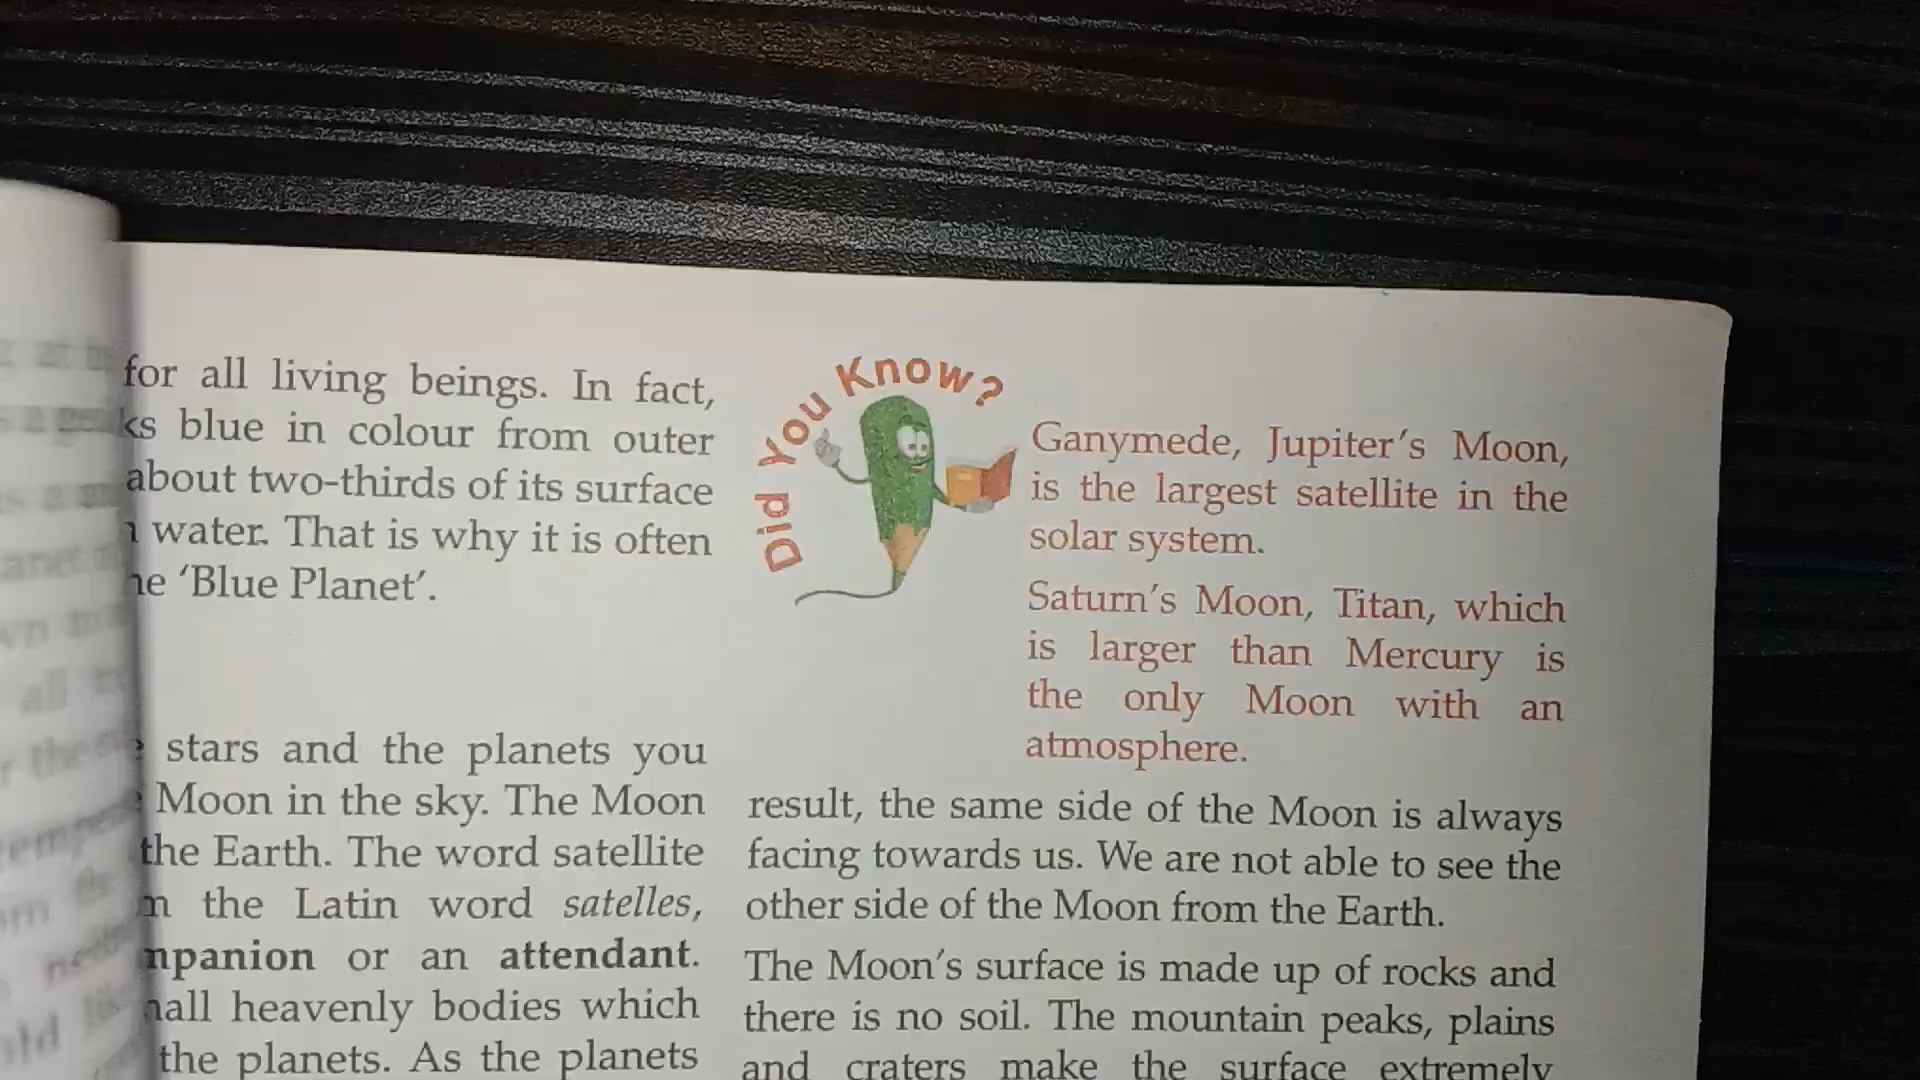 for all living beings. In fact,
blue in colour from outer
about two-thirds of its surface
water. That is why it is often
'Blue Planet'.
stars and the planets you
Moon in the sky. The Moon
the Earth. The word satellite
the Latin word satelles,
or an attendant.
heavenly bodies which
the planets. As the planets
Did You Know?
Ganymede, Jupiter's Moon,
is the largest satellite in the
solar system.
Saturn's Moon, Titan, which
is larger than Mercury is
the only Moon with an
atmosphere.
result, the same side of the Moon is always
facing towards us. We are not able to see the
other side of the Moon from the Earth.
The Moon's surface is made up of rocks and
there is no soil. The mountain peaks, plains
and craters make the surface extremely